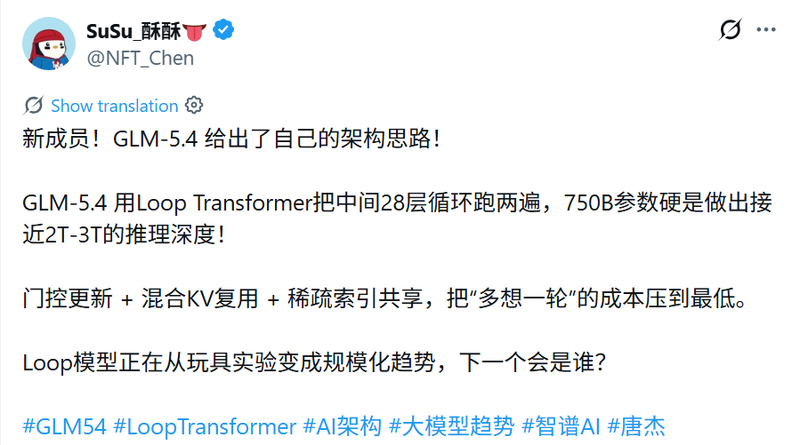 SuSu_酥酥👅
@NFT_Chen
Show translation
新成员！GLM-5.4 给出了自己的架构思路！
GLM-5.4 用Loop Transformer把中间28层循环跑两遍，750B参数硬是做出接
近2T-3T的推理深度！
门控更新 + 混合KV复用 + 稀疏索引共享，把“多想一轮”的成本压到最低。
Loop模型正在从玩具实验变成规模化趋势，下一个会是谁？
#GLM54 #LoopTransformer #AI架构 #大模型趋势 #智谱AI #唐杰